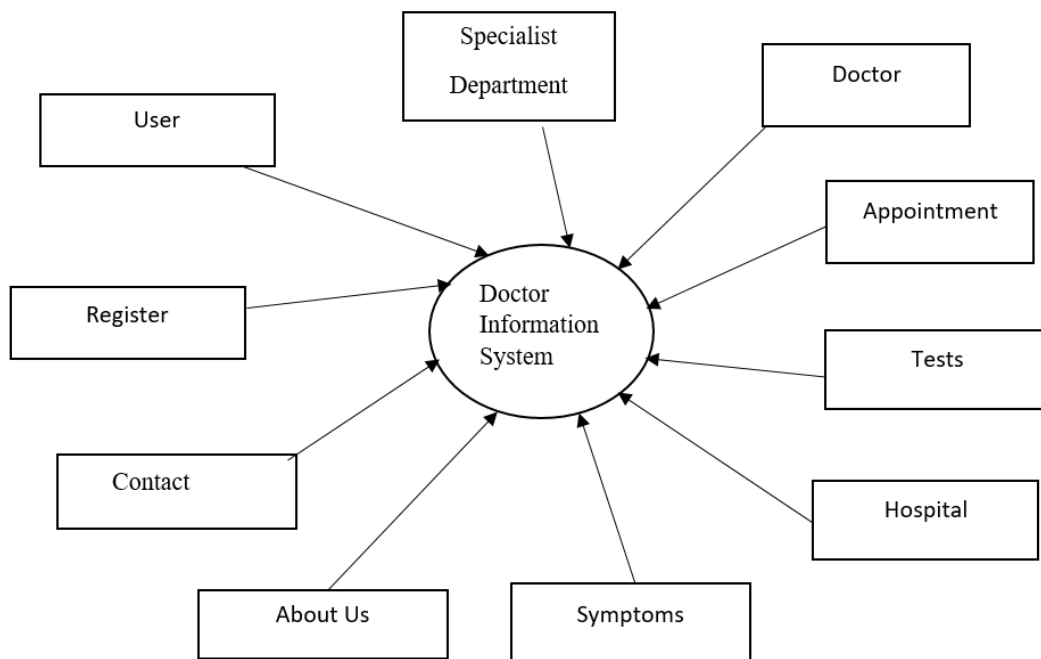 Specialist
Department
Doctor
User
Appointment
Register
Doctor
Information
System
Tests
Contact
Hospital
About Us
Symptoms